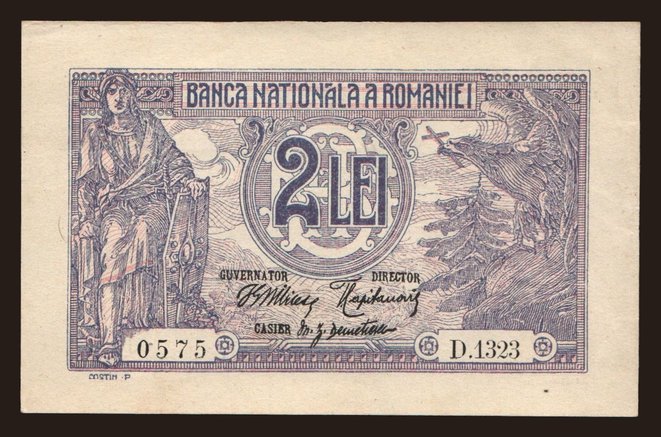 BANCA NATIONALA A ROMANIEI
2 LEI
GUVERNATOR DIRECTOR
CASIER
0575 D.1323
COSTIN P